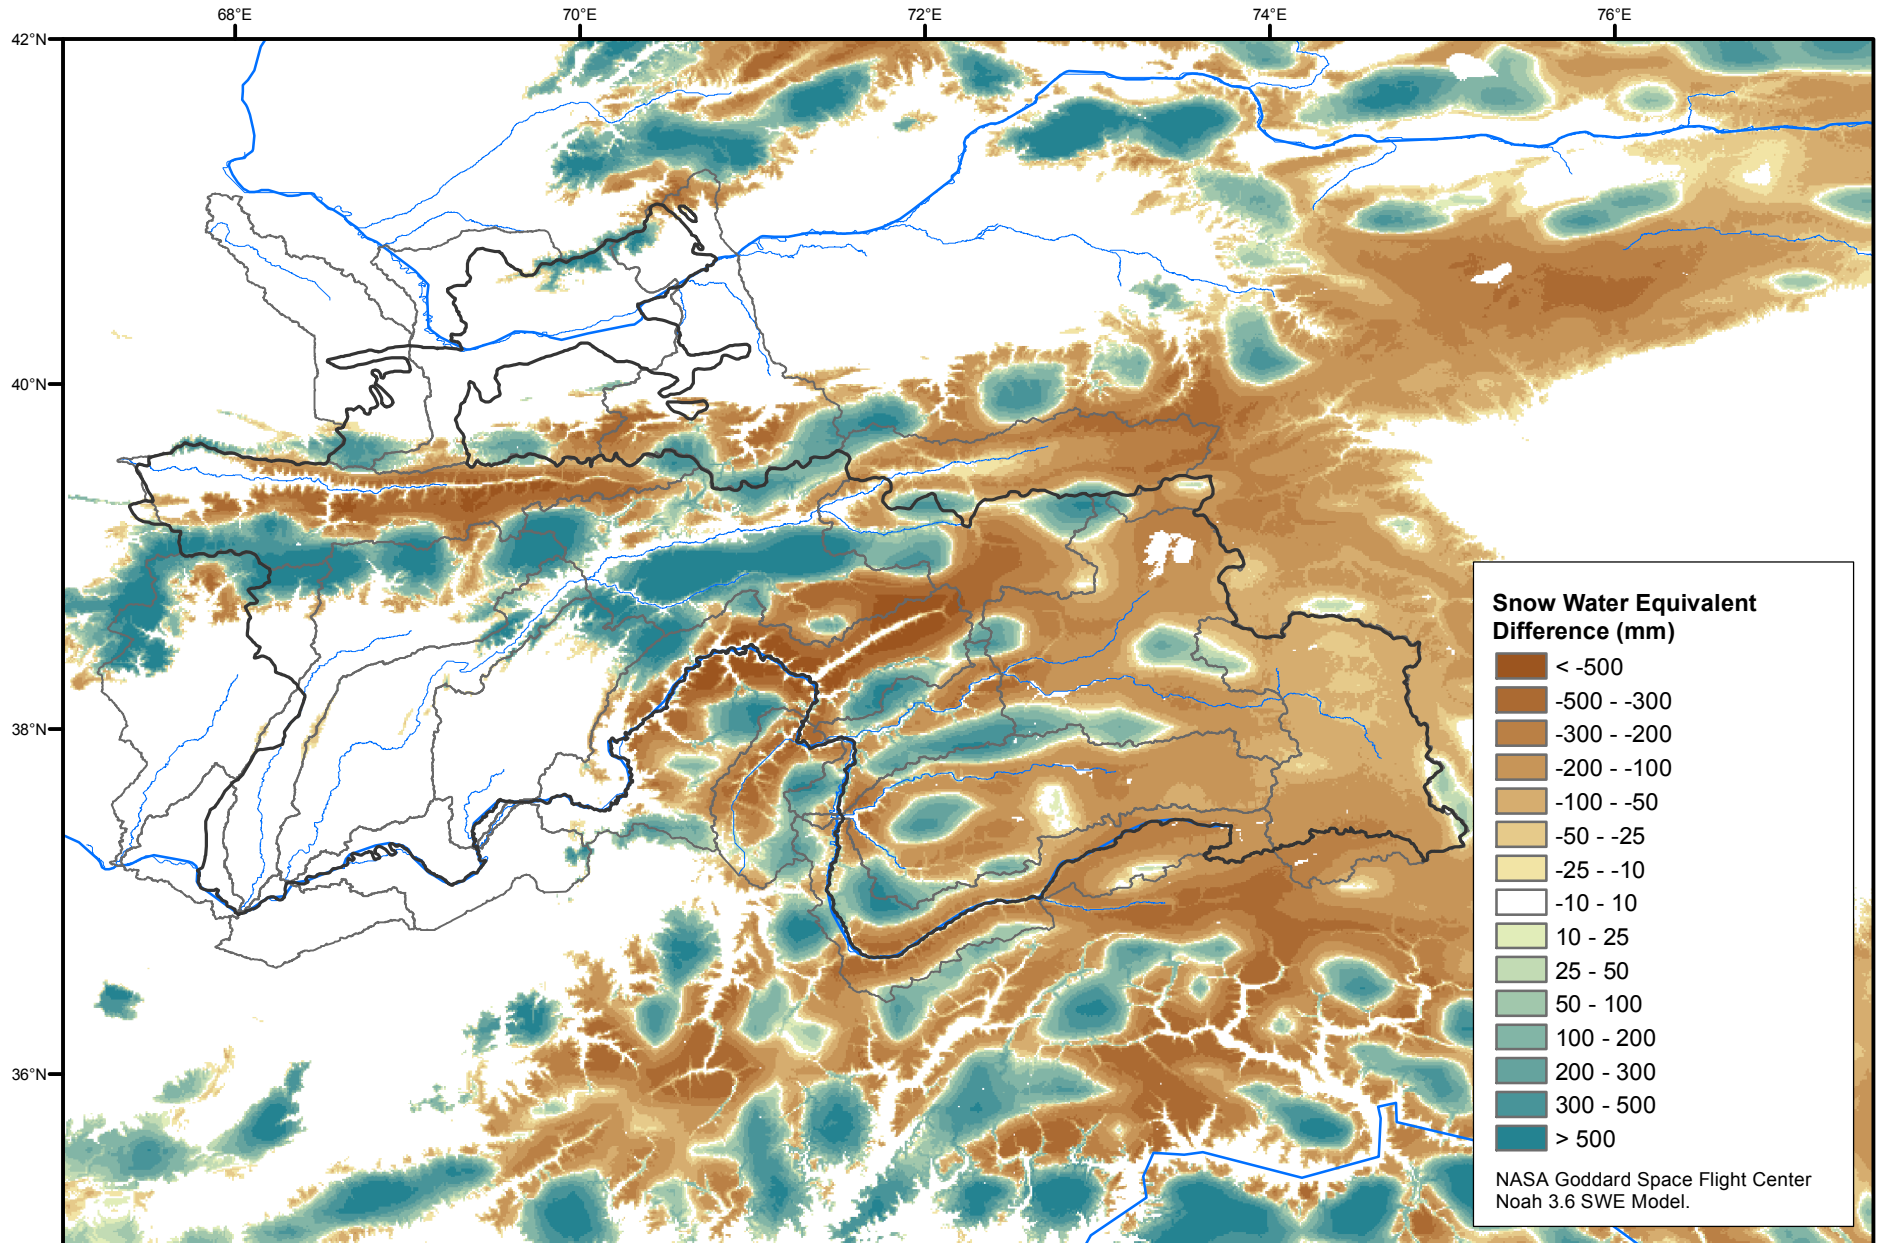 68°E
70°E
72°E
74°E
76°E
42°N
40°N
38°N
36°N
Snow Water Equivalent
Difference (mm)
< -500
-500 - -300
-300 - -200
-200 - -100
-100 - -50
-50 - -25
-25 - -10
-10 - 10
10 - 25
25 - 50
50 - 100
100 - 200
200 - 300
300 - 500
> 500
NASA Goddard Space Flight Center
Noah 3.6 SWE Model.